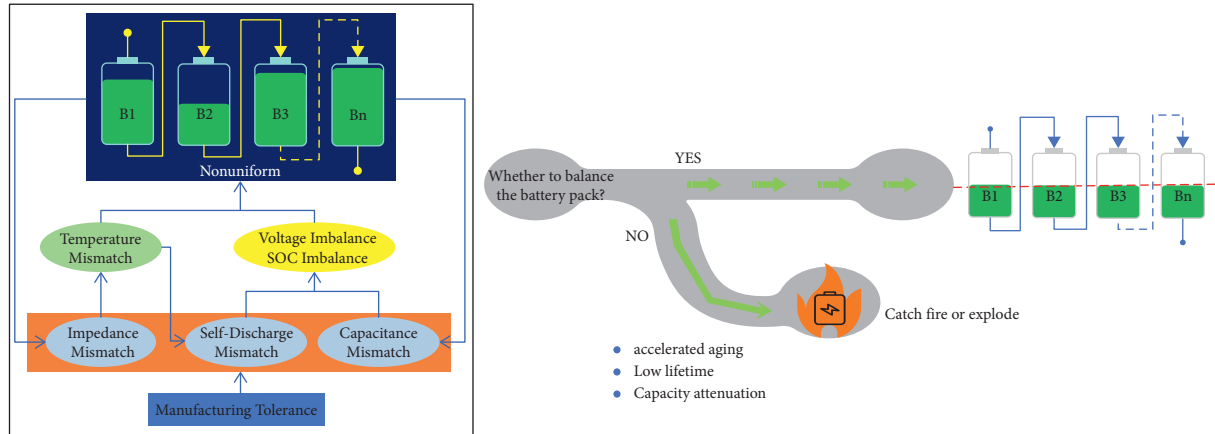 B1
B2
B3
Bn
Nonuniform
Temperature
Mismatch
Voltage Imbalance
SOC Imbalance
Impedance
Mismatch
Self-Discharge
Mismatch
Capacitance
Mismatch
Manufacturing Tolerance
Whether to balance
the battery pack?
YES
NO
B1
B2
B3
Bn
Catch fire or explode
accelerated aging
Low lifetime
Capacity attenuation